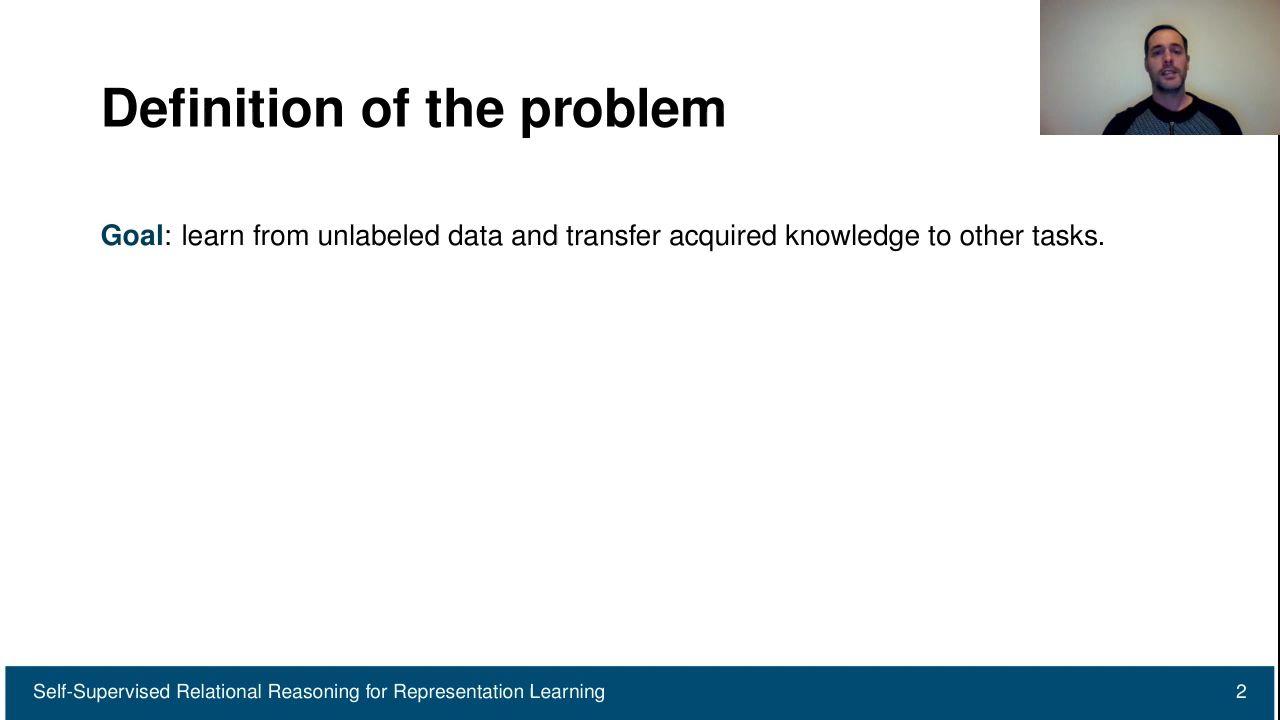 Definition of the problem
Goal: learn from unlabeled data and transfer acquired knowledge to other tasks.
Self-Supervised Relational Reasoning for Representation Learning
2